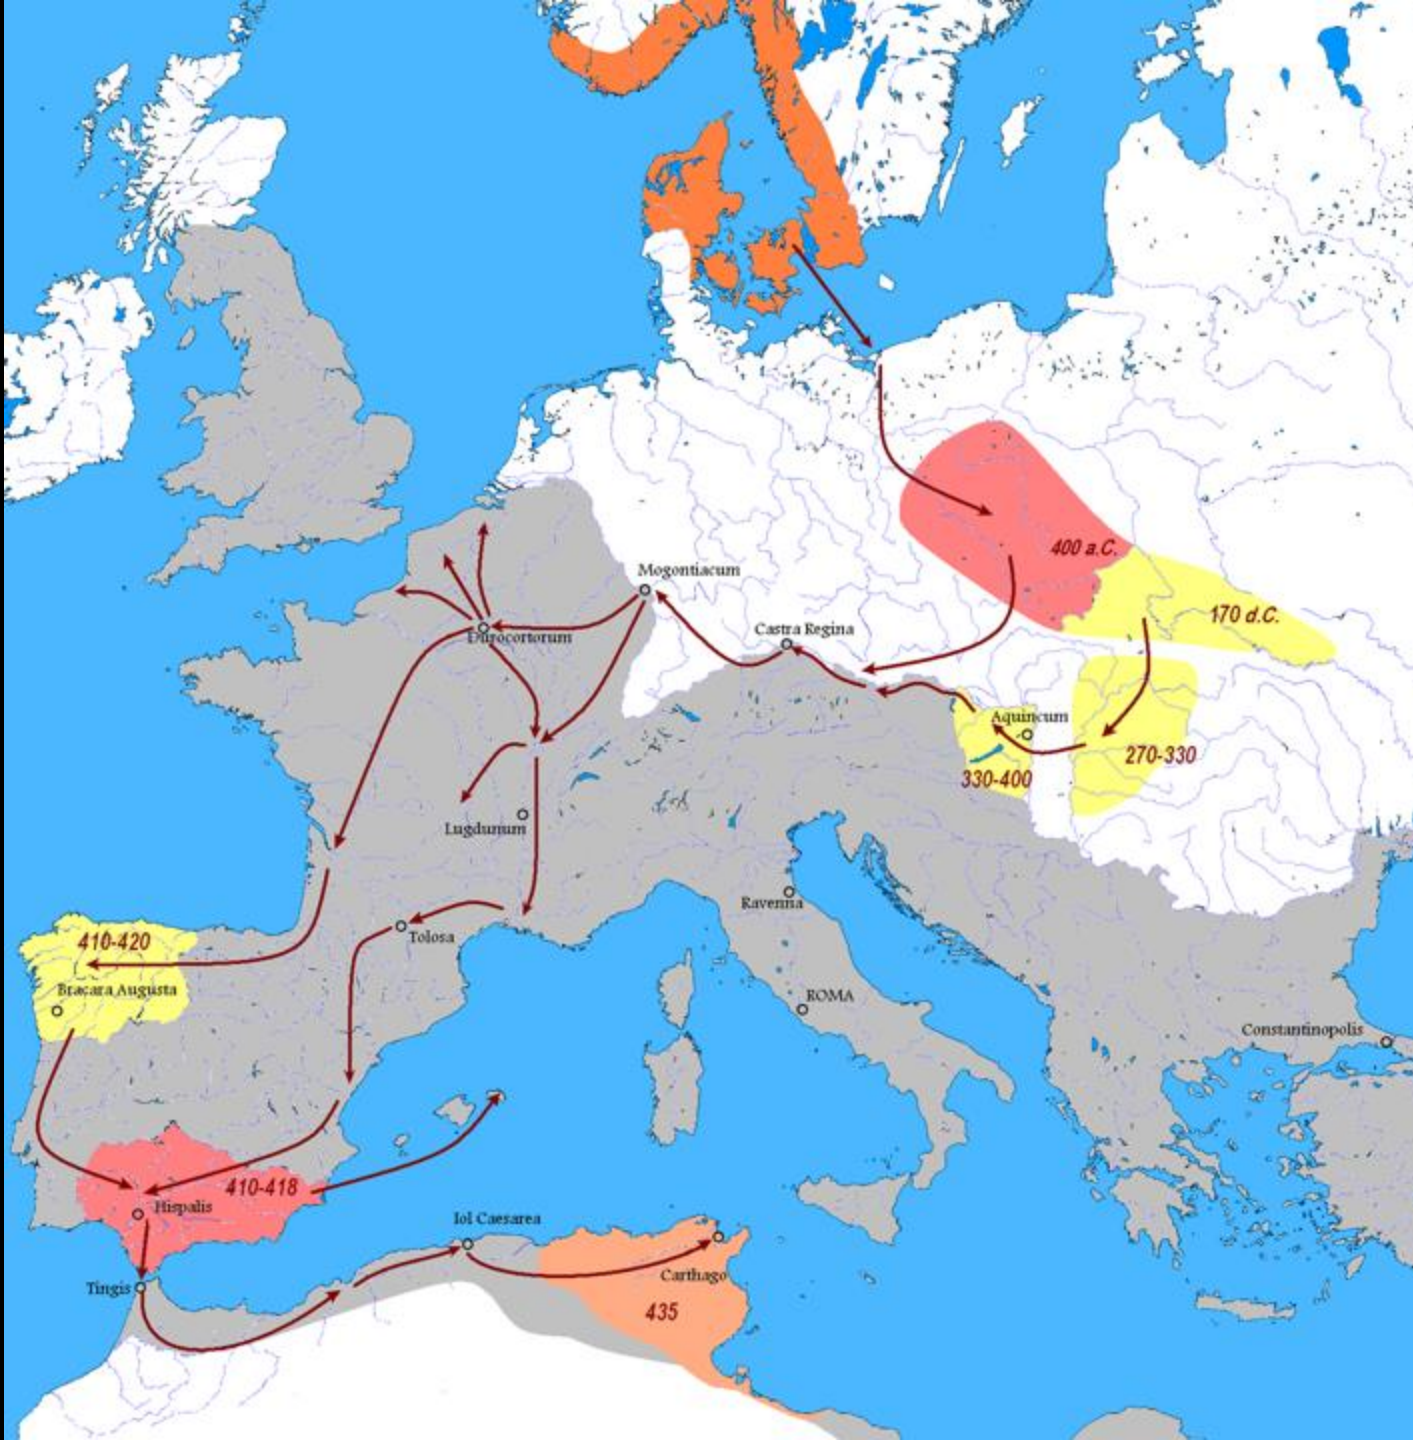 400 a.C.
Mogontiacum
170 d.C.
Castra Regina
Durocortorum
Aquincum
270-330
330-400
Lugdunum
Ravenna
Tolosa
410-420
Bracara Augusta
ROMA
Constantinopolis
410-418
Hispalis
Iol Caesarea
Carthago
Tingis
435